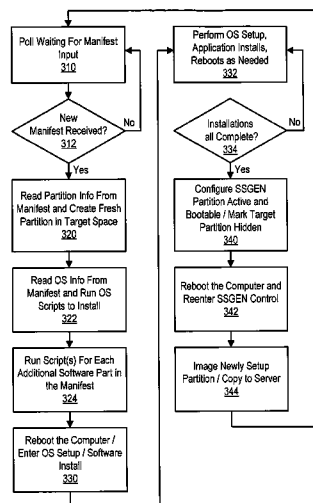 Poll Waiting For Manifest
Input
310
New
Manifest Received?
312
No
Yes
Read Partition Info From
Manifest and Create Fresh
Partition in Target Space
320
Read OS Info From
Manifest and Run OS
Scripts to Install
322
Run Script(s) For Each
Additional Software Part in
the Manifest
324
Reboot the Computer /
Enter OS Setup / Software
Install
330
Perform OS Setup,
Application Installs,
Reboots as Needed
332
Installations
all Complete?
334
No
Yes
Configure SSGEN
Partition Active and
Bootable / Mark Target
Partition Hidden
340
Reboot the Computer and
Reenter SSGEN Control
342
Image Newly Setup
Partition / Copy to Server
344